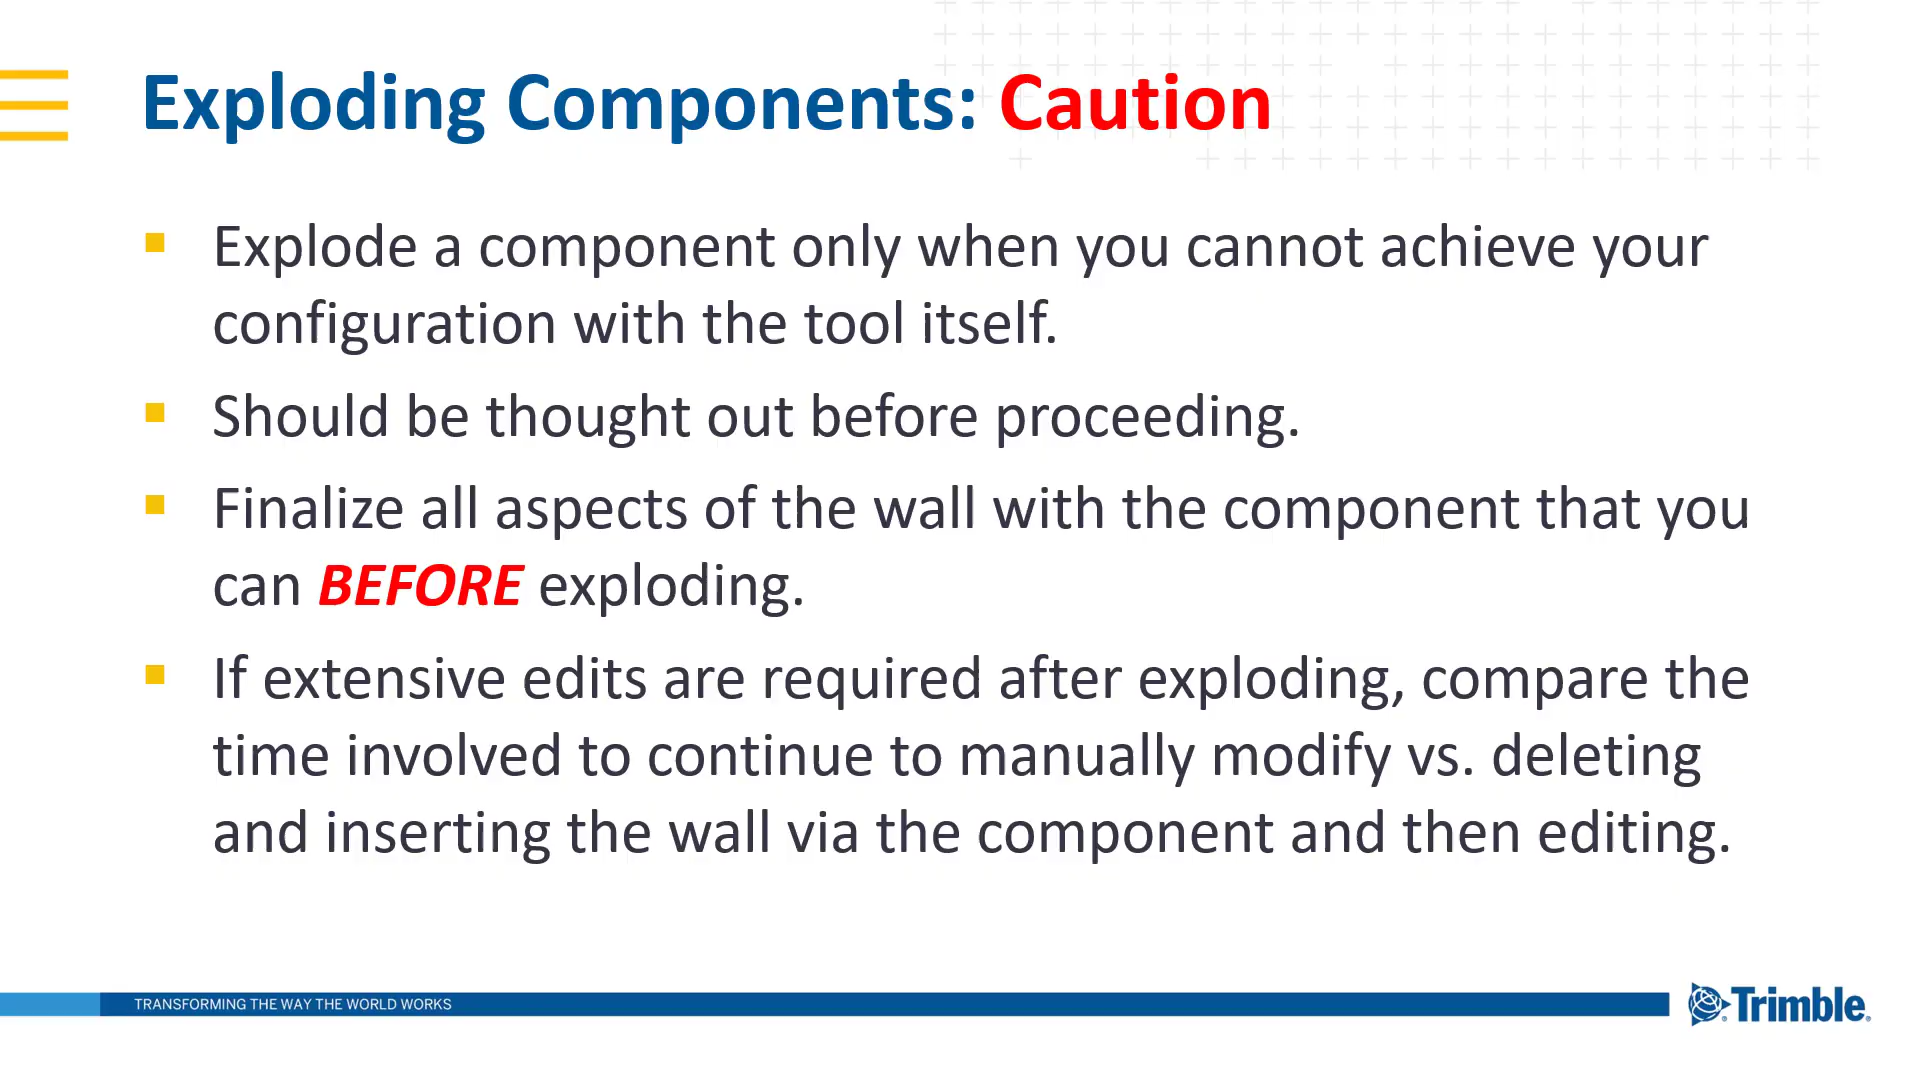 Exploding Components: Caution
Explode a component only when you cannot achieve your
configuration with the tool itself.
Should be thought out before proceeding.
Finalize all aspects of the wall with the component that you
can BEFORE exploding.
If extensive edits are required after exploding, compare the
time involved to continue to manually modify vs. deleting
and inserting the wall via the component and then editing.
TRANSFORMING THE WAY THE WORLD WORKS
Trimble